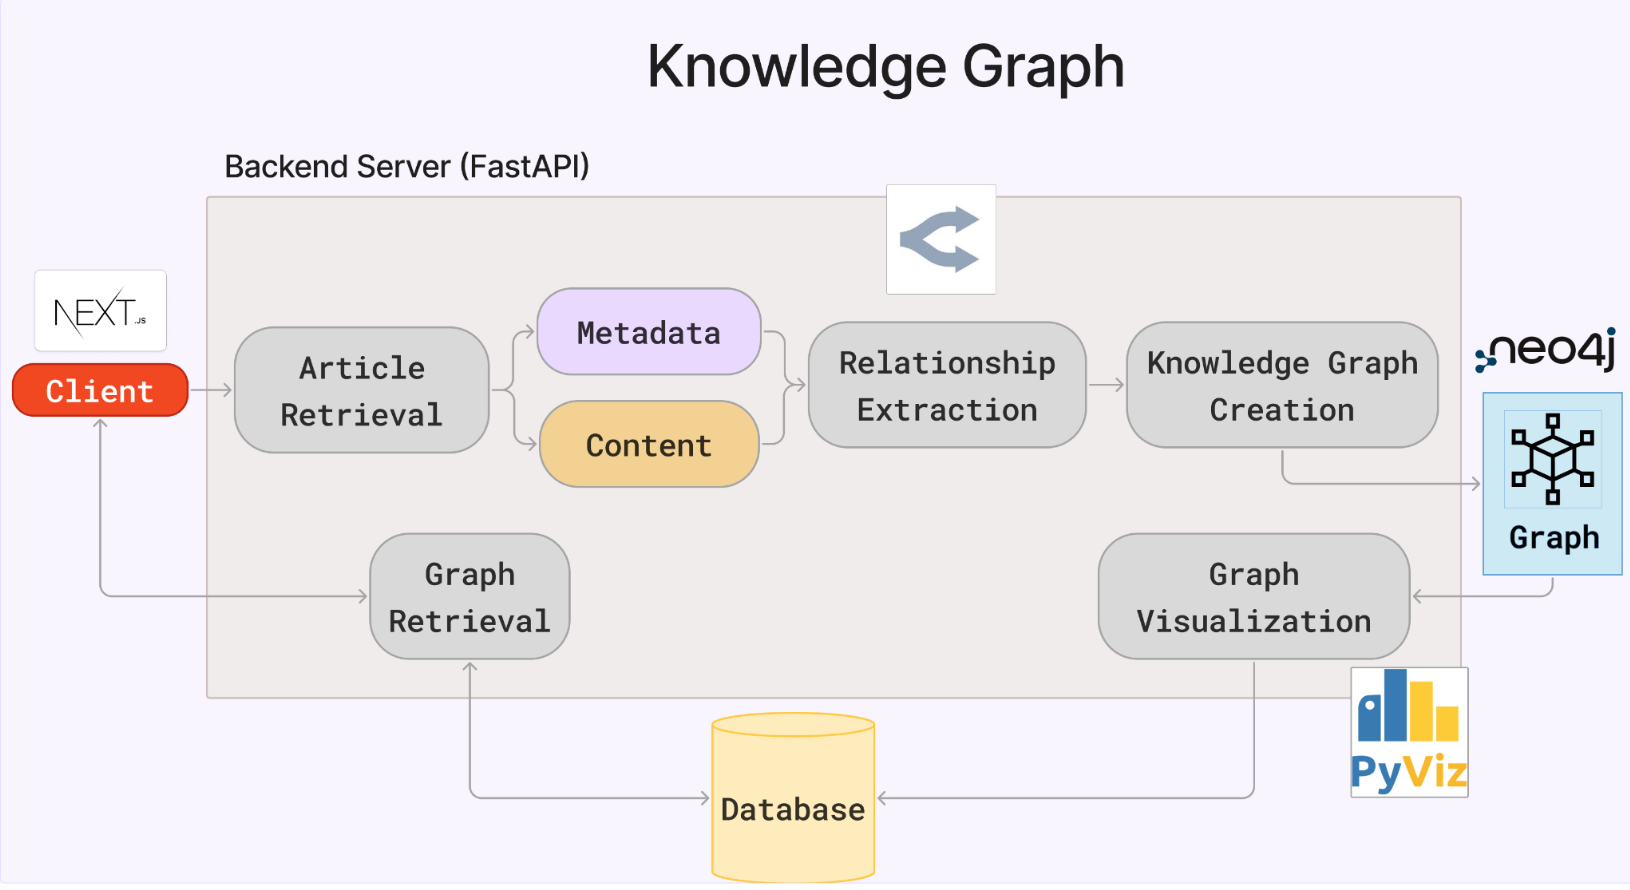 Knowledge Graph
Backend Server (FastAPI)
NEXT.JS
Client
Article
Retrieval
Metadata
Content
Relationship
Extraction
Knowledge Graph
Creation
neo4j
Graph
Graph
Retrieval
Graph
Visualization
PyViz
Database